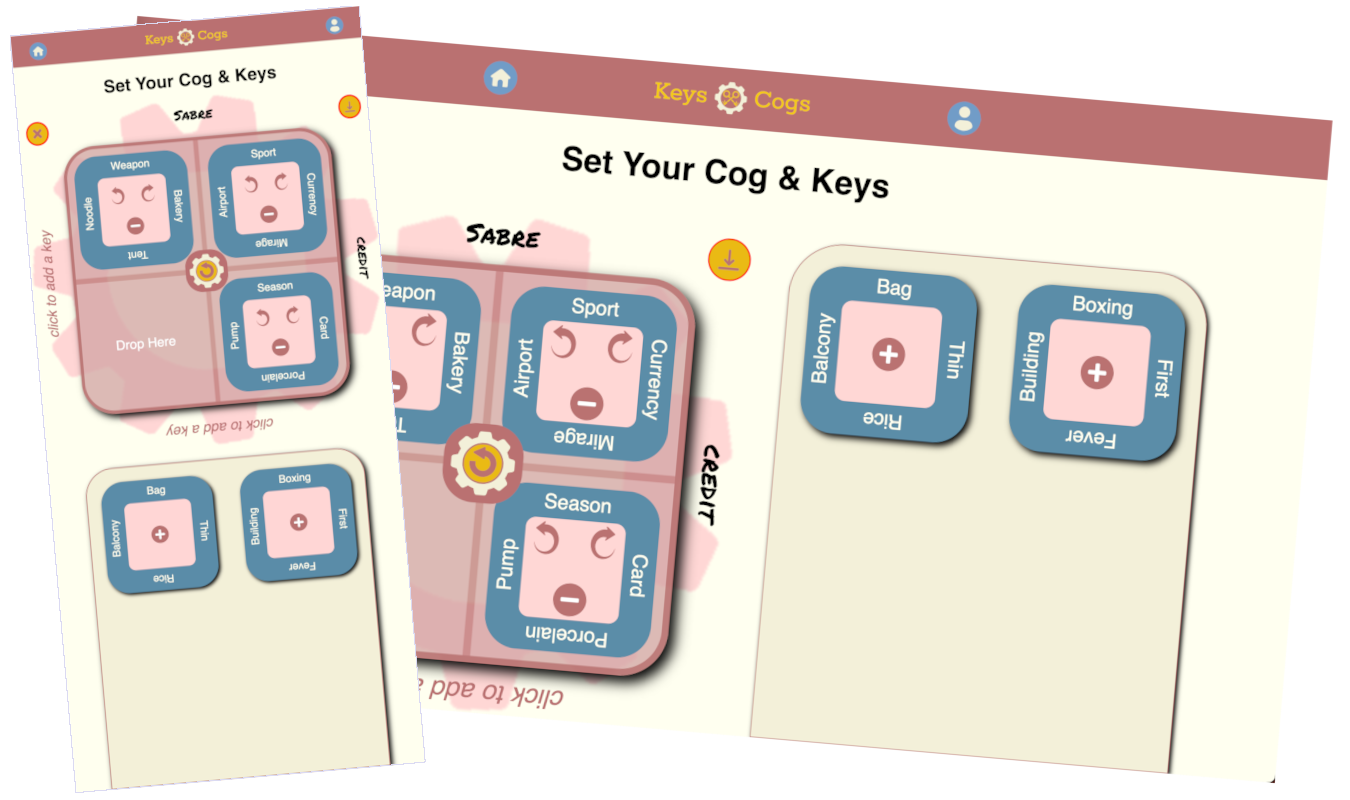 Keys Cogs
Set Your Cog & Keys
Sabre
Weapon
Noodle
Bakery
Tent
Sport
Airport
Currency
Mirage
click to add a key
Credit
Drop Here
Season
Pump
Card
Porcelain
click to add a key
Bag
Balcony
Thin
Rice
Boxing
Building
First
Fever
Keys Cogs
Set Your Cog & Keys
Sabre
eapon
Bakery
Sport
Airport
Currency
Mirage
Credit
Season
Pump
Card
Porcelain
click to add a
Bag
Balcony
Thin
Rice
Boxing
Building
First
Fever